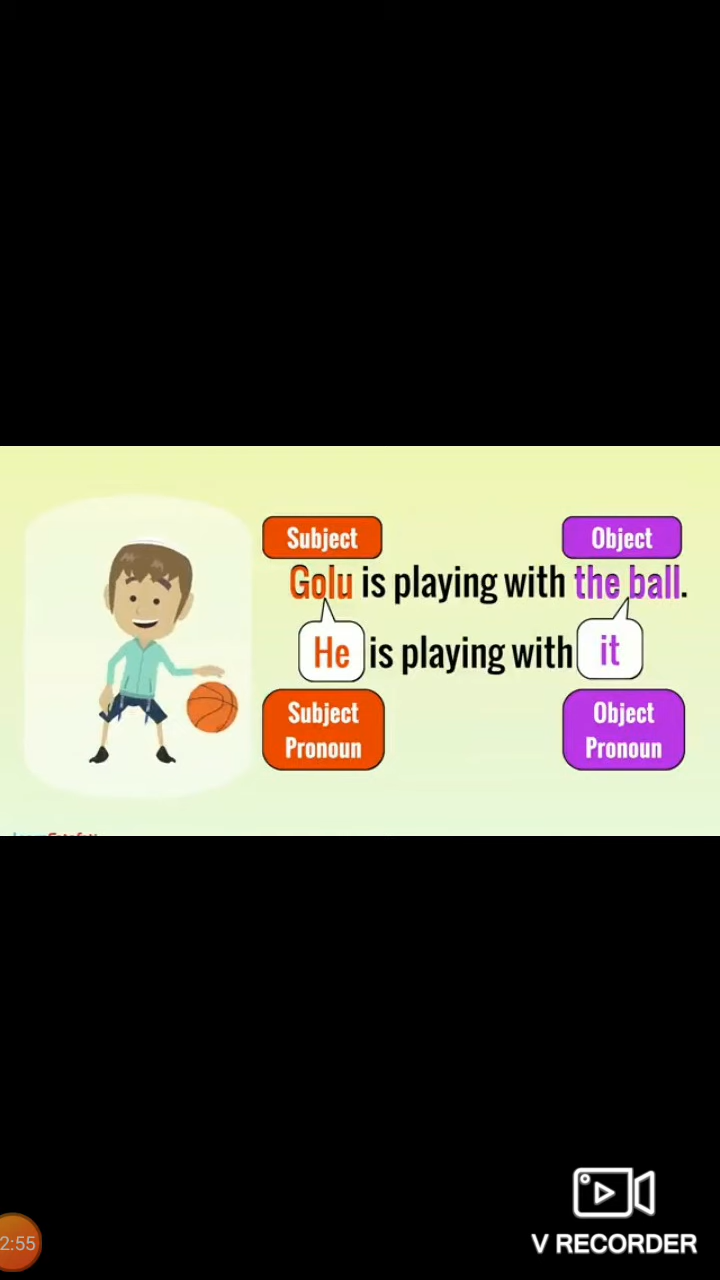 Subject Object
Golu is playing with the ball.
He is playing with it
Subject Pronoun
Object Pronoun
2:55
V RECORDER